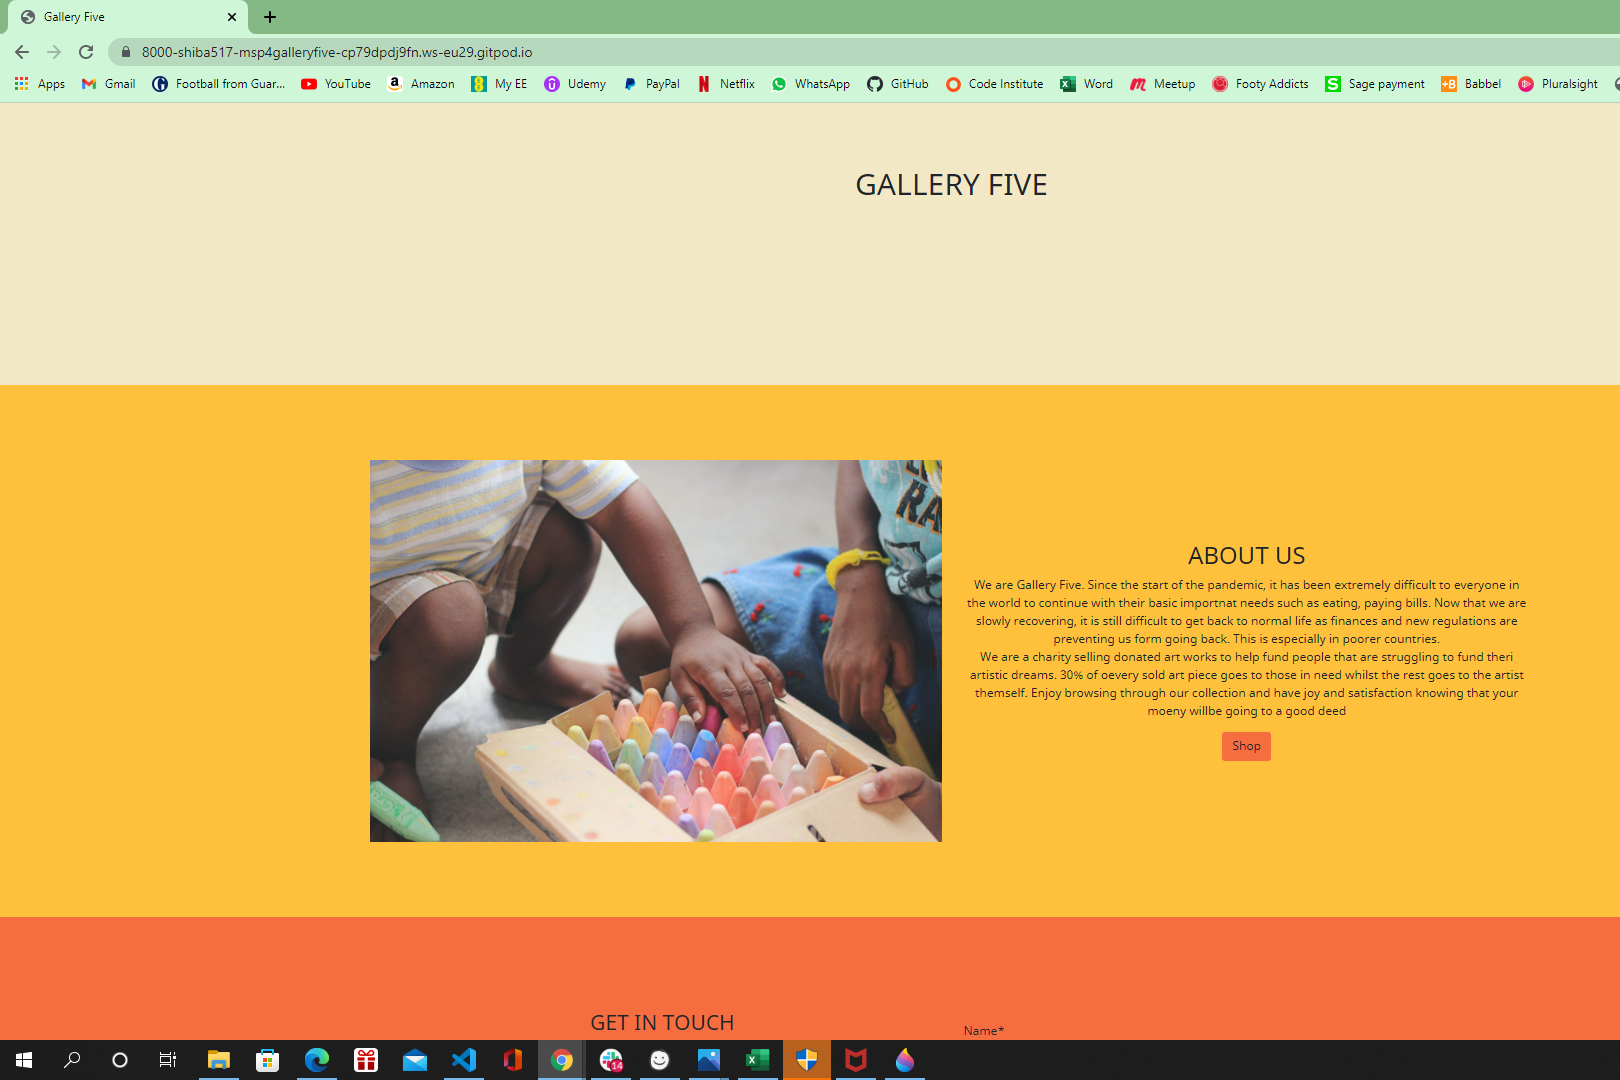 Gallery Five
8000-shiba517-msp4galleryfive-cp79dpdj9fn.ws-eu29.gitpod.io
Apps Gmail Football from Guar... YouTube Amazon My EE Udemy PayPal Netflix WhatsApp GitHub Code Institute Word Meetup Footy Addicts Sage payment Babbel Pluralsight
GALLERY FIVE
ABOUT US
We are Gallery Five. Since the start of the pandemic, it has been extremely difficult to everyone in
the world to continue with their basic importnat needs such as eating, paying bills. Now that we are
slowly recovering, it is still difficult to get back to normal life as finances and new regulations are
preventing us form going back. This is especially in poorer countries.
We are a charity selling donated art works to help fund people that are struggling to fund theri
artistic dreams. 30% of oevery sold art piece goes to those in need whilst the rest goes to the artist
themself. Enjoy browsing through our collection and have joy and satisfaction knowing that your
moeny willbe going to a good deed
Shop
GET IN TOUCH
Name*
14